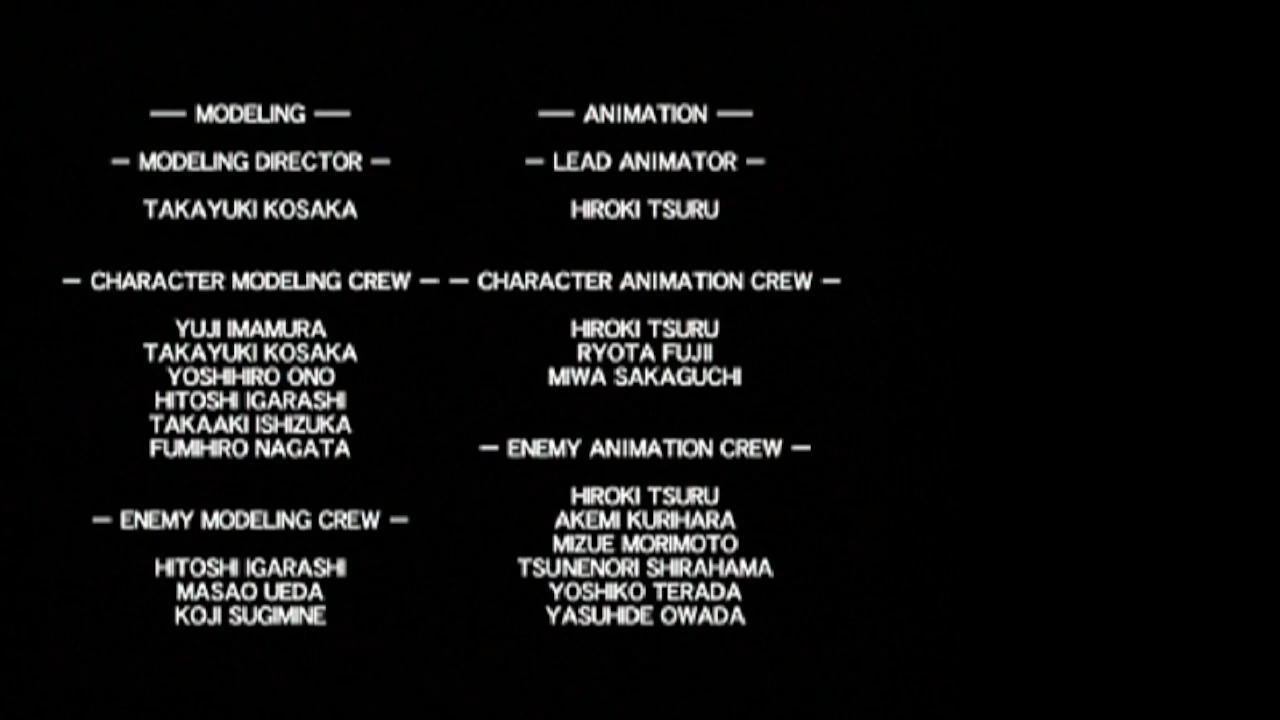 — MODELING —
– MODELING DIRECTOR –
TAKAYUKI KOSAKA
– CHARACTER MODELING CREW –
YUJI IMAMURA
TAKAYUKI KOSAKA
YOSHIHIRO ONO
HITOSHI IGARASHI
TAKAAKI ISHIZUKA
FUMIHIRO NAGATA
– ENEMY MODELING CREW –
HITOSHI IGARASHI
MASAO UEDA
KOJI SUGIMINE
— ANIMATION —
– LEAD ANIMATOR –
HIROKI TSURU
– CHARACTER ANIMATION CREW –
HIROKI TSURU
RYOTA FUJII
MIWA SAKAGUCHI
– ENEMY ANIMATION CREW –
HIROKI TSURU
AKEMI KURIHARA
MIZUE MORIMOTO
TSUNENORI SHIRAHAMA
YOSHIKO TERADA
YASUHIDE OWADA